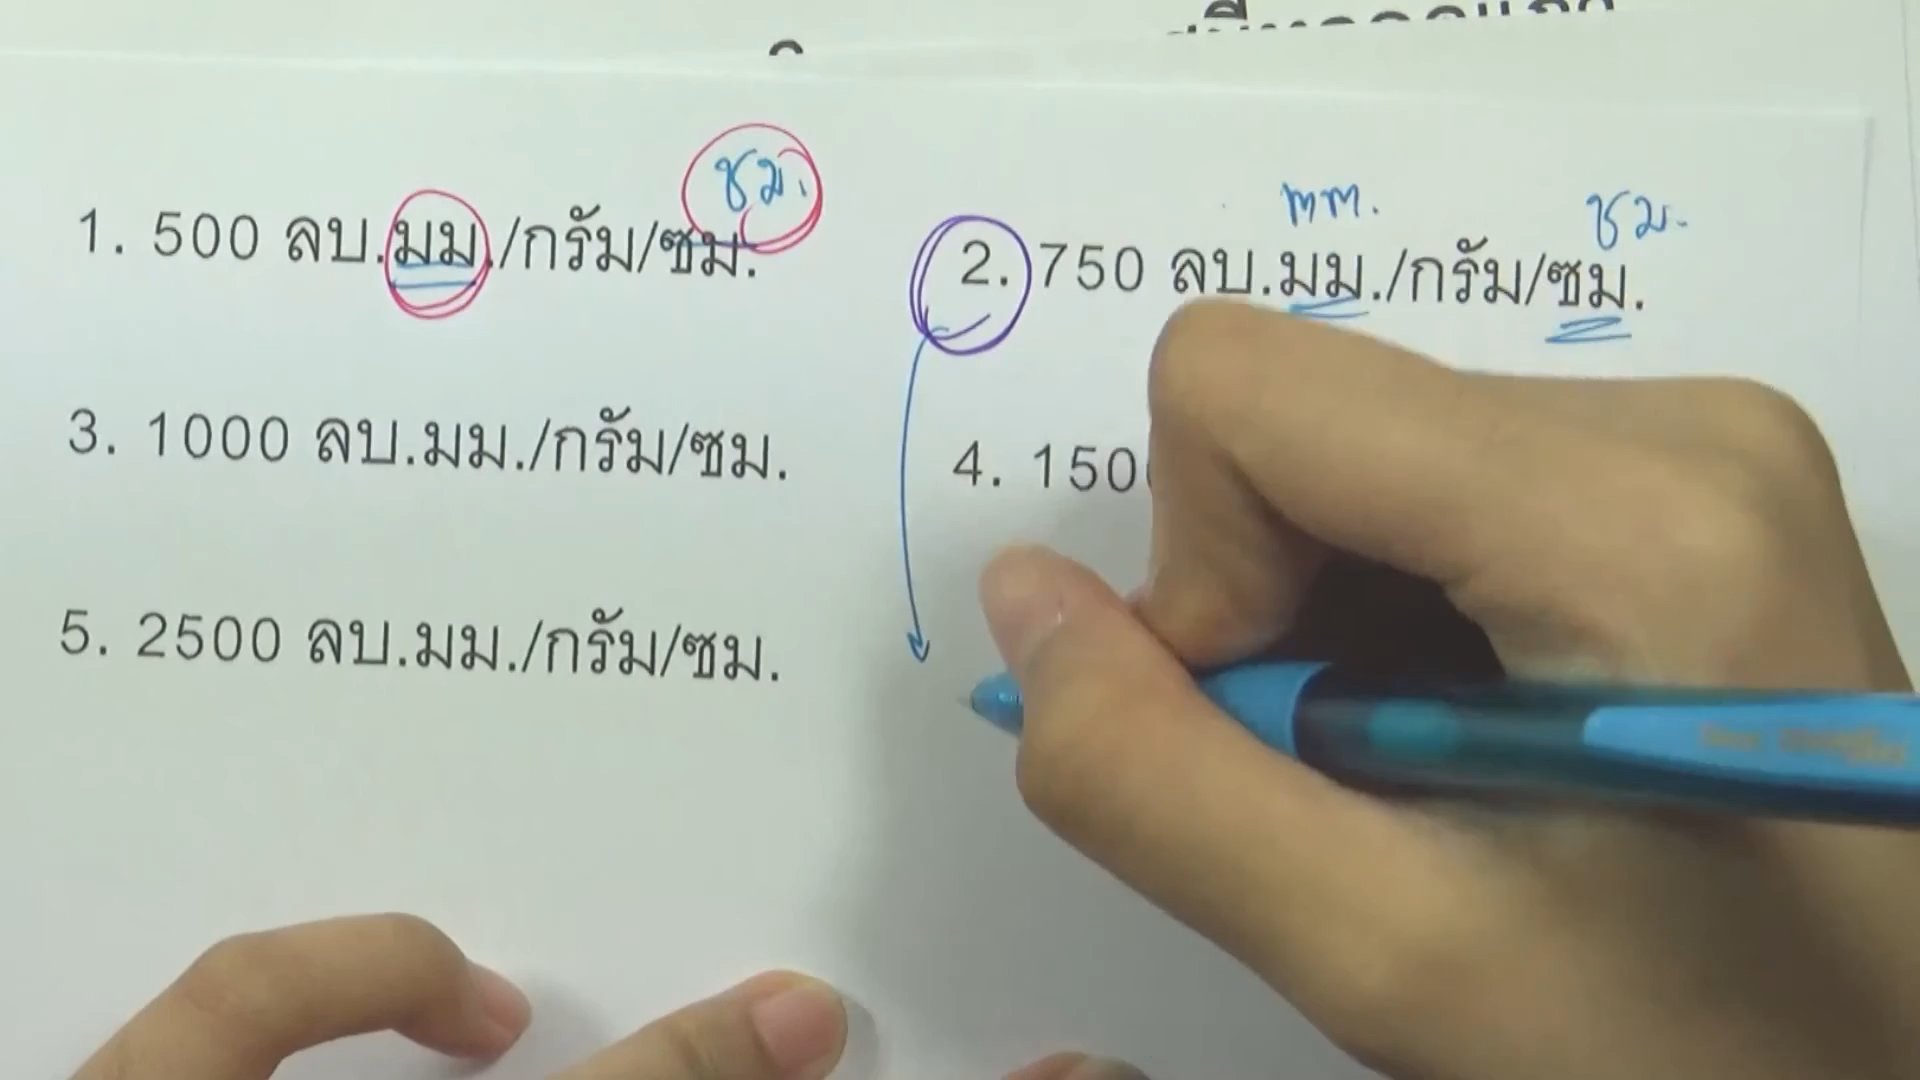 ชม.
1. 500 ลบ.มม./กรัม/ซม.
mm.
ชม.
2. 750 ลบ.มม./กรัม/ซม.
3. 1000 ลบ.มม./กรัม/ซม.
4. 150
5. 2500 ลบ.มม./กรัม/ซม.